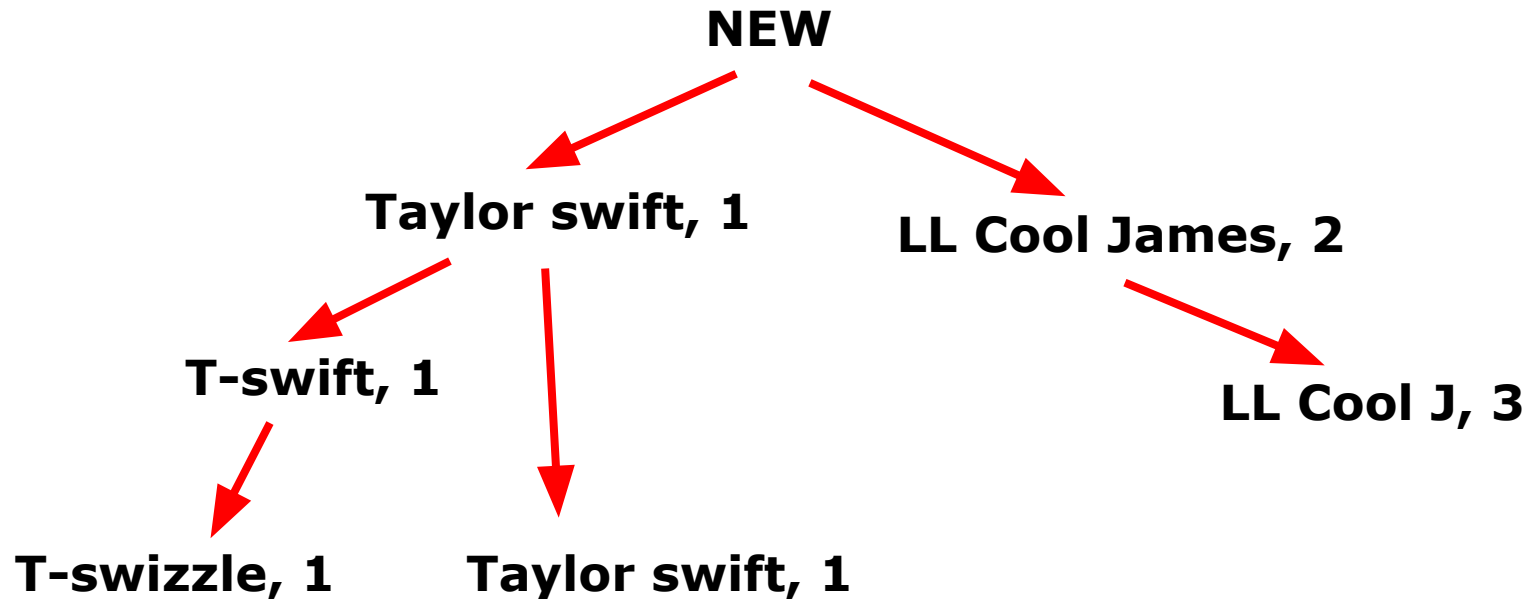 NEW
Taylor swift, 1
LL Cool James, 2
T-swift, 1
LL Cool J, 3
T-swizzle, 1
Taylor swift, 1